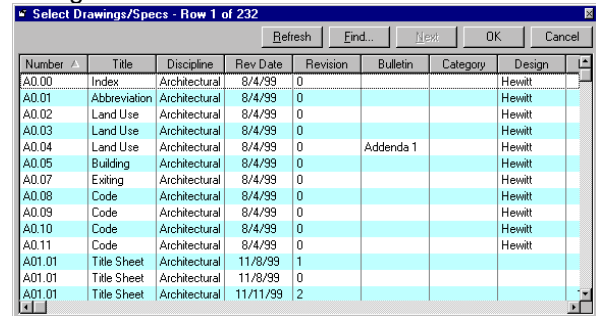 Select Drawings/Specs - Row 1 of 232
Refresh Find... Next OK Cancel
Number Title Discipline Rev Date Revision Bulletin Category Design
A0.00 Index Architectural 8/4/99 0 Hewitt
A0.01 Abbreviation Architectural 8/4/99 0 Hewitt
A0.02 Land Use Architectural 8/4/99 0 Hewitt
A0.03 Land Use Architectural 8/4/99 0 Hewitt
A0.04 Land Use Architectural 8/4/99 0 Addenda 1 Hewitt
A0.05 Building Architectural 8/4/99 0 Hewitt
A0.07 Exiting Architectural 8/4/99 0 Hewitt
A0.08 Code Architectural 8/4/99 0 Hewitt
A0.09 Code Architectural 8/4/99 0 Hewitt
A0.10 Code Architectural 8/4/99 0 Hewitt
A0.11 Code Architectural 8/4/99 0 Hewitt
A01.01 Title Sheet Architectural 11/8/99 1
A01.01 Title Sheet Architectural 11/8/99 0
A01.01 Title Sheet Architectural 11/11/99 2